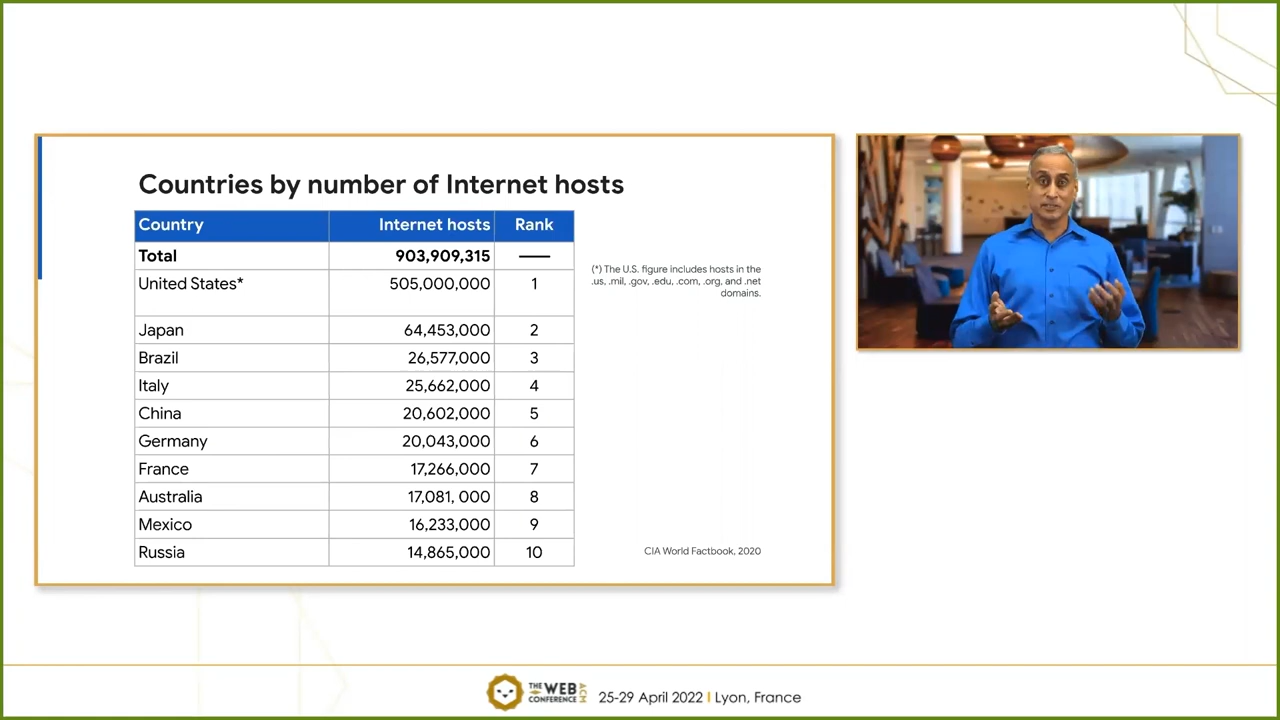 Countries by number of Internet hosts
Country Internet hosts Rank
Total 903,909,315
United States* 505,000,000 1
Japan 64,453,000 2
Brazil 26,577,000 3
Italy 25,662,000 4
China 20,602,000 5
Germany 20,043,000 6
France 17,266,000 7
Australia 17,081, 000 8
Mexico 16,233,000 9
Russia 14,865,000 10
(*) The U.S. figure includes hosts in the
.us, .mil, .gov, .edu, .com, .org, and .net
domains.
CIA World Factbook, 2020
THE WEB
CONFERENCE
ACM
25-29 April 2022 I Lyon, France